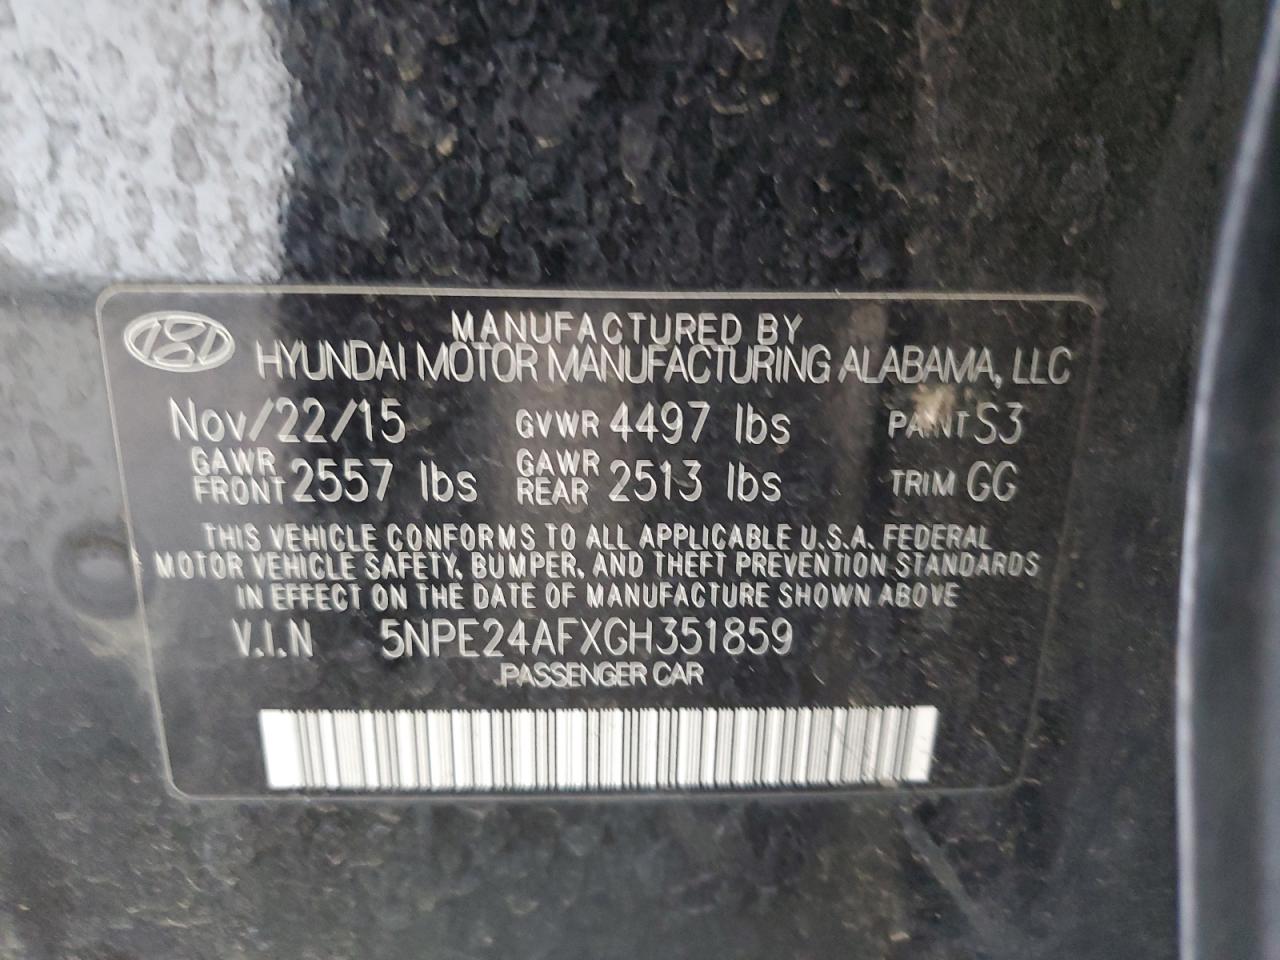 MANUFACTURED BY
HYUNDAI MOTOR MANUFACTURING ALABAMA, LLC
Nov/22/15 GVWR 4497 lbs PAINT S3
GAWR FRONT 2557 lbs GAWR REAR 2513 lbs TRIM GG
THIS VEHICLE CONFORMS TO ALL APPLICABLE U.S.A. FEDERAL
MOTOR VEHICLE SAFETY, BUMPER, AND THEFT PREVENTION STANDARDS
IN EFFECT ON THE DATE OF MANUFACTURE SHOWN ABOVE
V.I.N 5NPE24AFXGH351859
PASSENGER CAR